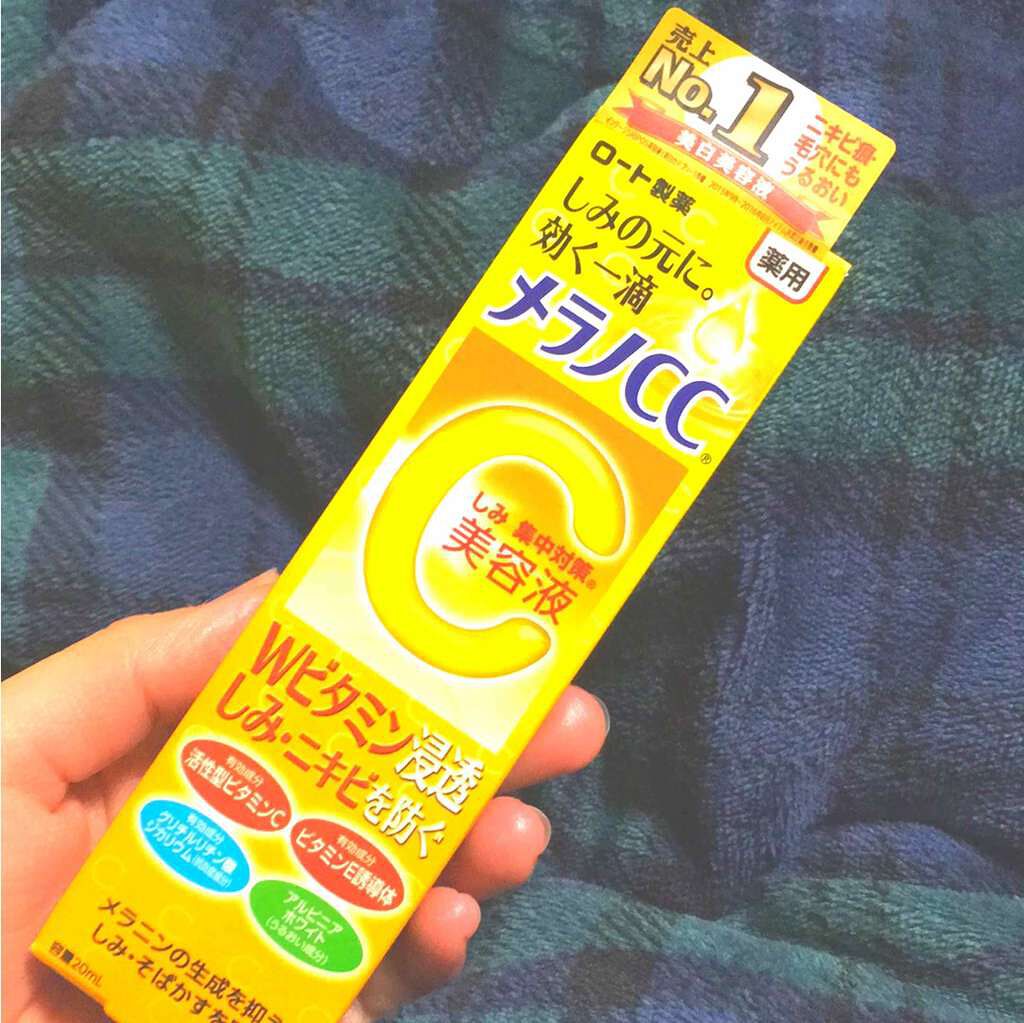 売上
No.1
美白美容液
ニキビ痕・
毛穴にも
うるおい
ロート製薬
薬用
しみの元に。
効く一滴
メラノCC®
C
しみ 集中対策®
美容液
Wビタミン浸透
しみ・ニキビを防ぐ
有効成分
活性型ビタミンC
有効成分
ビタミンE誘導体
有効成分
グリチルリチン酸
ジカリウム(抗炎症成分)
アルピニア
ホワイト
(うるおい成分)
メラニンの生成を抑え
しみ・そばかすを
容量20mL